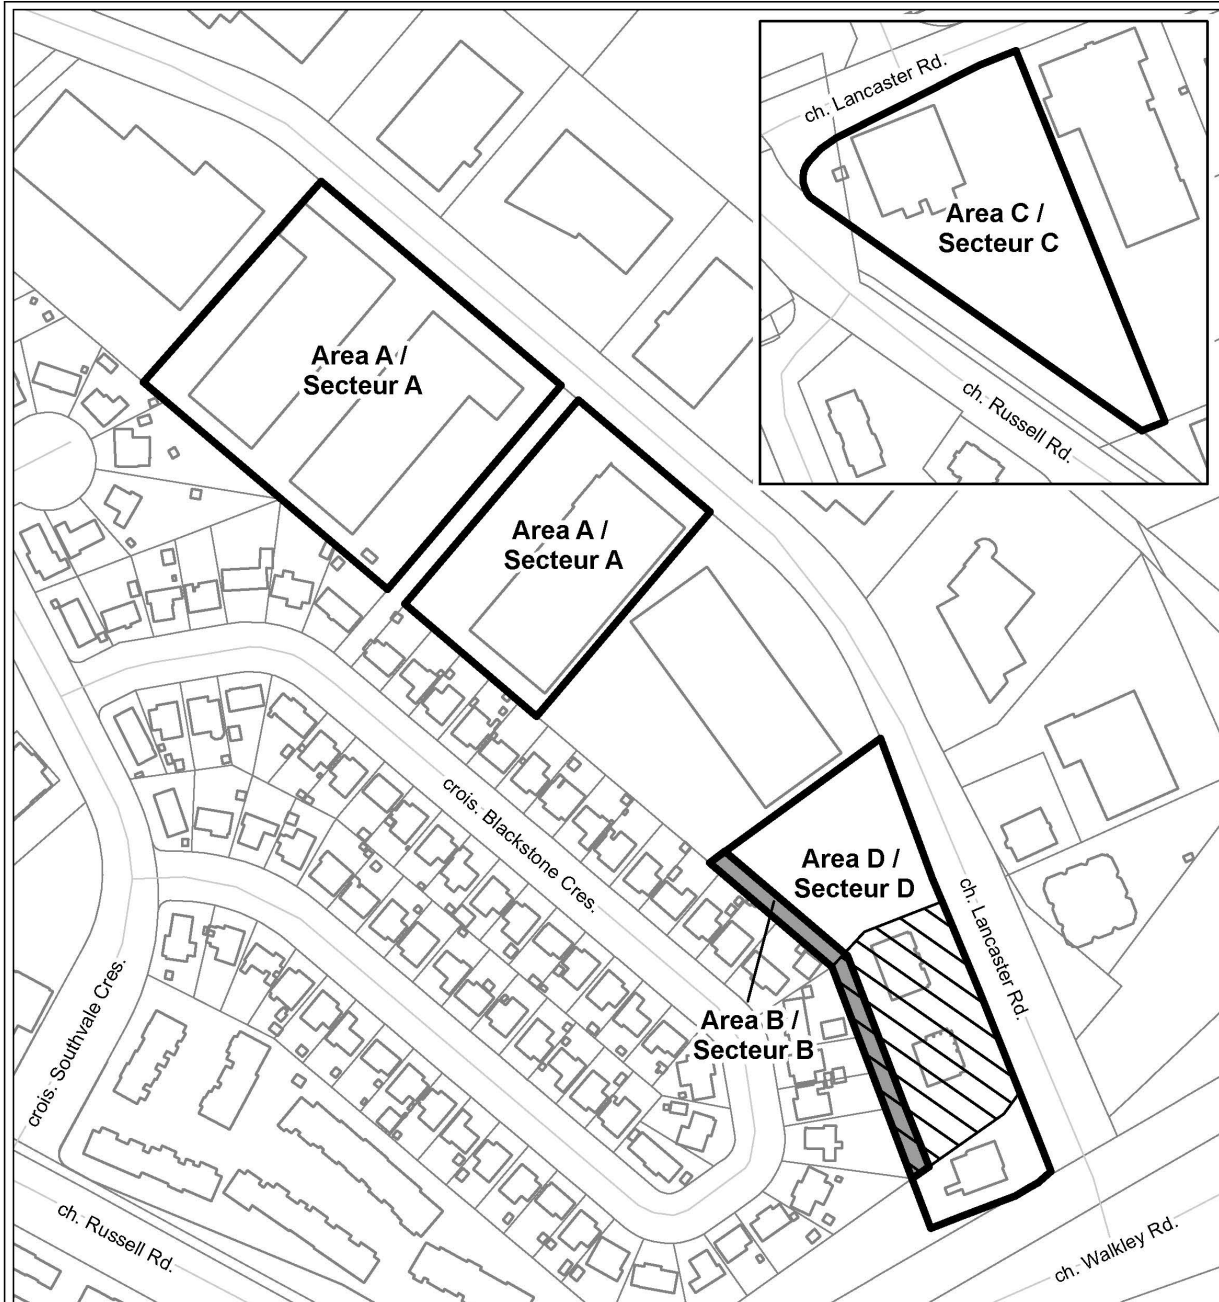 ch. Lancaster Rd.
Area C /
Secteur C
ch. Russell Rd.
Area A /
Secteur A
Area A /
Secteur A
crois. Blackstone Cres.
Area D /
Secteur D
ch. Lancaster Rd.
Area B /
Secteur B
crois. Southvale Cres.
ch. Russell Rd.
ch. Walkley Rd.